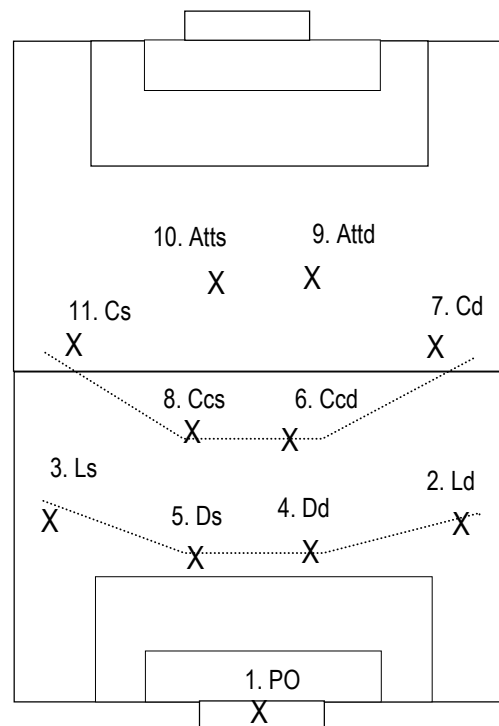 9. Attd
10. Atts
7. Cd
11. Cs
8. Ccs
6. Ccd
3. Ls
2. Ld
5. Ds
4. Dd
1. PO